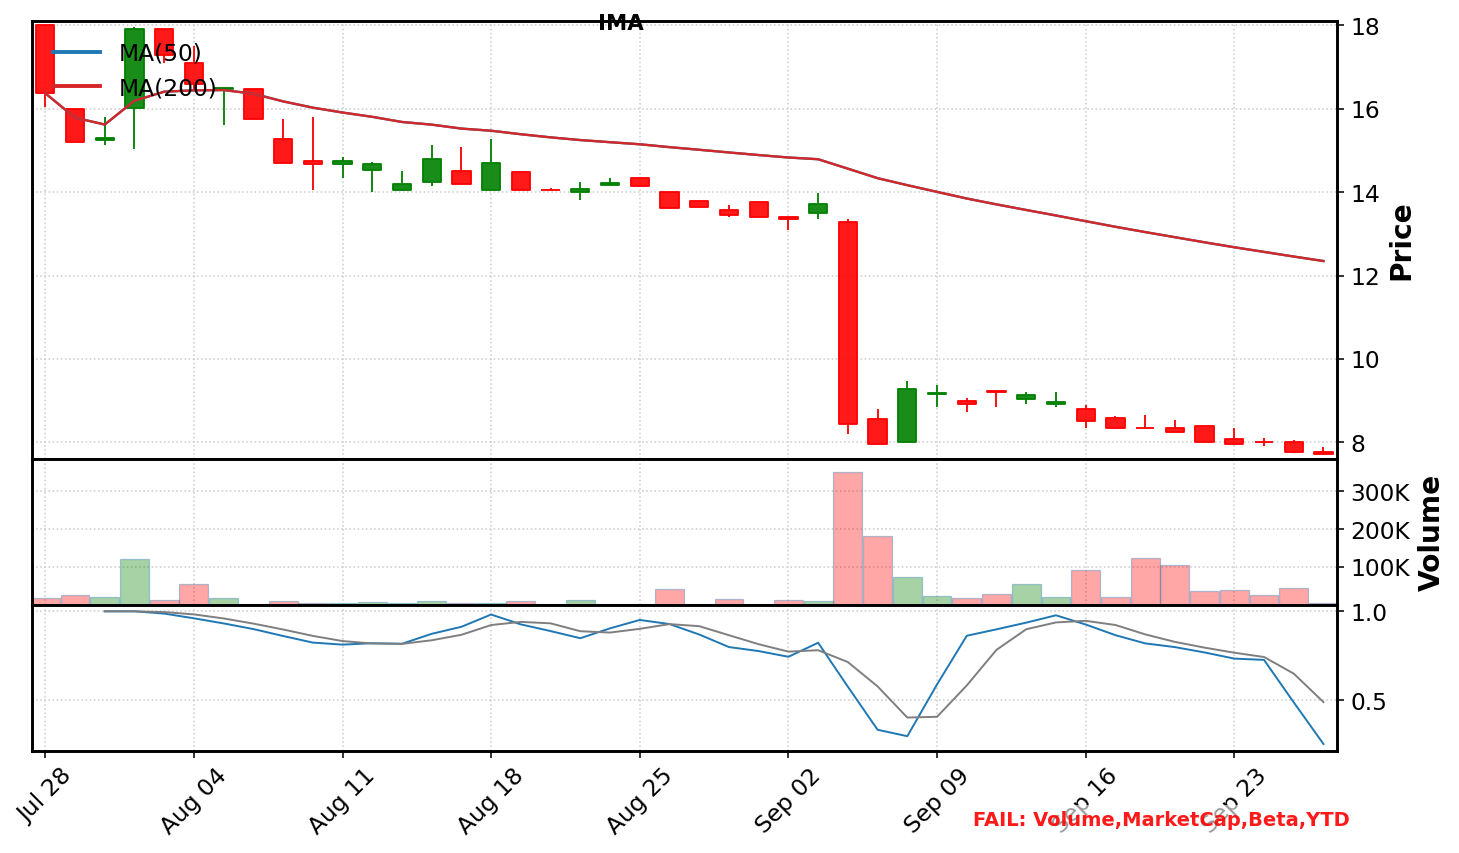 IMA
MA(50)
MA(200)
18
16
14
12
10
8
Price
300K
200K
100K
Volume
1.0
0.5
Jul 28
Aug 04
Aug 11
Aug 18
Aug 25
Sep 02
Sep 09
Sep 16
Sep 23
FAIL: Volume,MarketCap,Beta,YTD